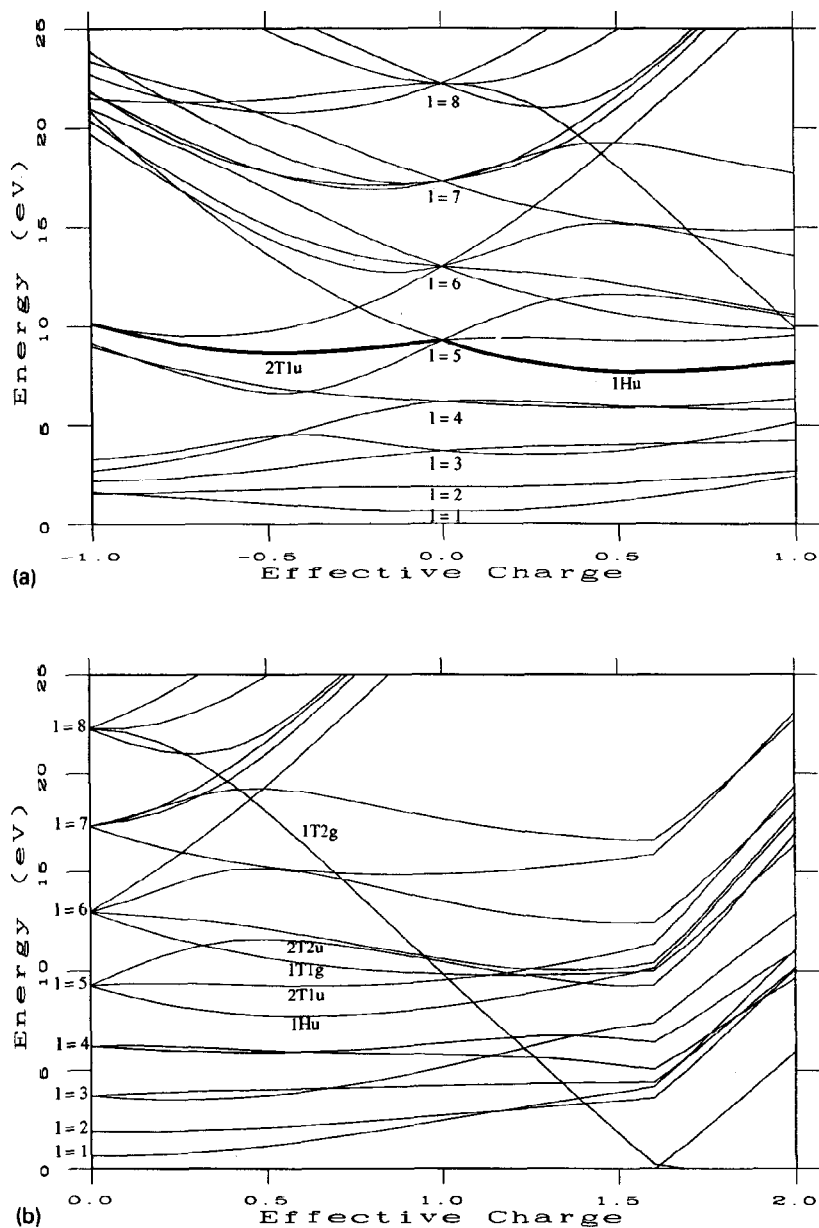 25
20
15
10
5
0
Energy (eV)
l = 8
l = 7
l = 6
l = 5
2T1u
1Hu
l = 4
l = 3
l = 2
l = 1
-1.0
-0.5
0.0
0.5
1.0
Effective Charge
(a)
25
20
15
10
5
0
Energy (eV)
l = 8
l = 7
l = 6
l = 5
l = 4
l = 3
l = 2
l = 1
1T2g
2T2u
1T1g
2T1u
1Hu
0.0
0.5
1.0
1.5
2.0
Effective Charge
(b)